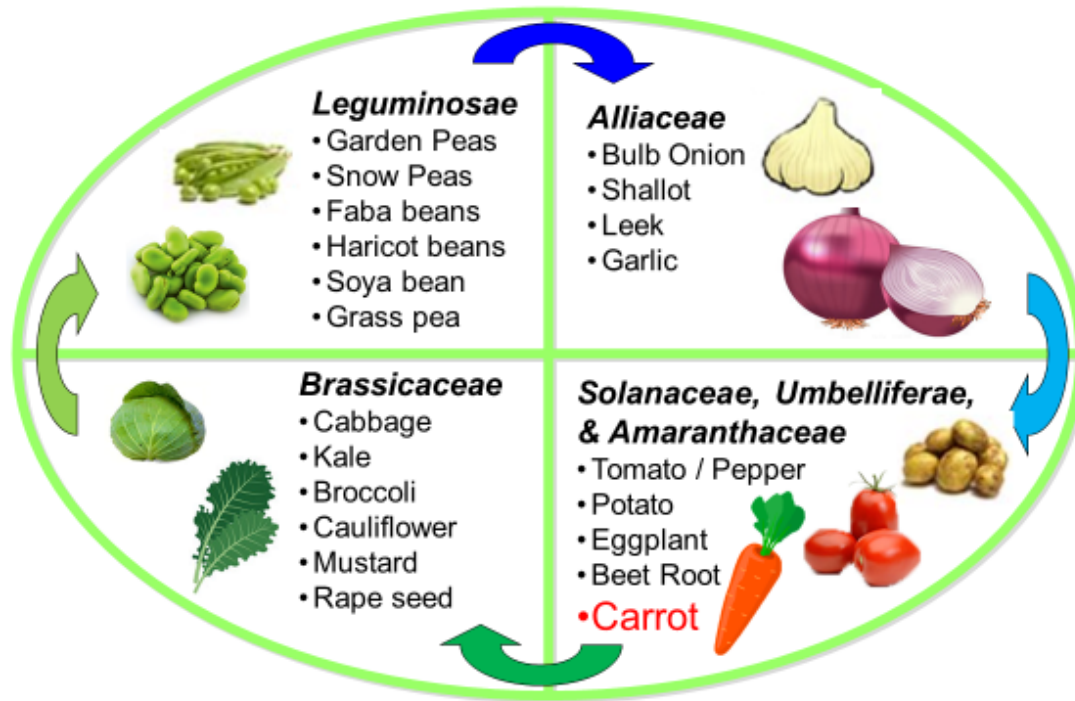 Leguminosae
•Garden Peas
•Snow Peas
•Faba beans
•Haricot beans
•Soya bean
•Grass pea
Alliaceae
•Bulb Onion
•Shallot
•Leek
•Garlic
Brassicaceae
•Cabbage
•Kale
•Broccoli
•Cauliflower
•Mustard
•Rape seed
Solanaceae, Umbelliferae,
& Amaranthaceae
•Tomato / Pepper
•Potato
•Eggplant
•Beet Root
•Carrot